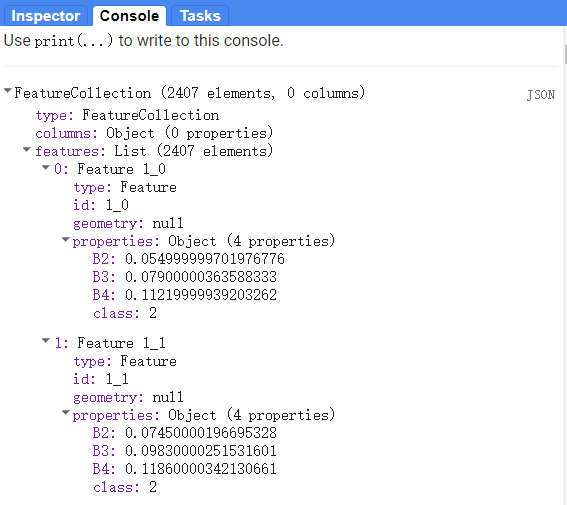 Inspector Console Tasks
Use print(...) to write to this console.
FeatureCollection (2407 elements, 0 columns) JSON
type: FeatureCollection
columns: Object (0 properties)
features: List (2407 elements)
0: Feature 1_0
type: Feature
id: 1_0
geometry: null
properties: Object (4 properties)
B2: 0.054999999701976776
B3: 0.07900000363588333
B4: 0.11219999939203262
class: 2
1: Feature 1_1
type: Feature
id: 1_1
geometry: null
properties: Object (4 properties)
B2: 0.07450000196695328
B3: 0.09830000251531601
B4: 0.11860000342130661
class: 2